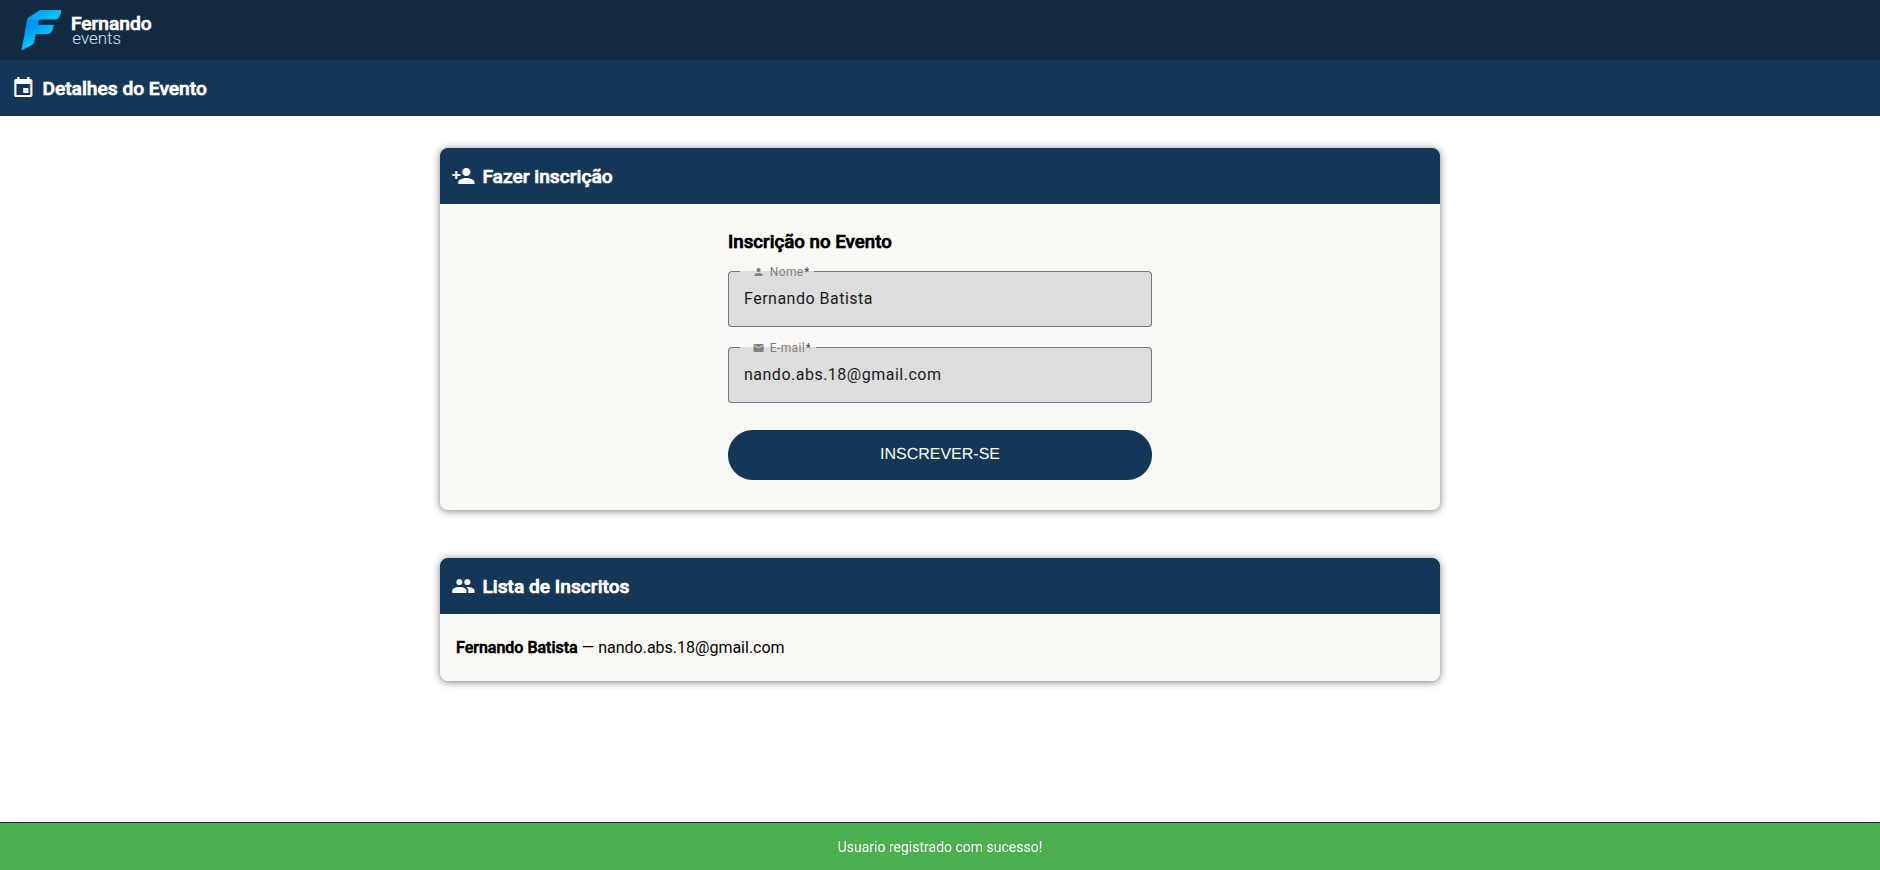 Fernando
events
Detalhes do Evento
Fazer inscrição
Inscrição no Evento
Nome*
Fernando Batista
E-mail*
nando.abs.18@gmail.com
INSCREVER-SE
Lista de Inscritos
Fernando Batista — nando.abs.18@gmail.com
Usuario registrado com sucesso!